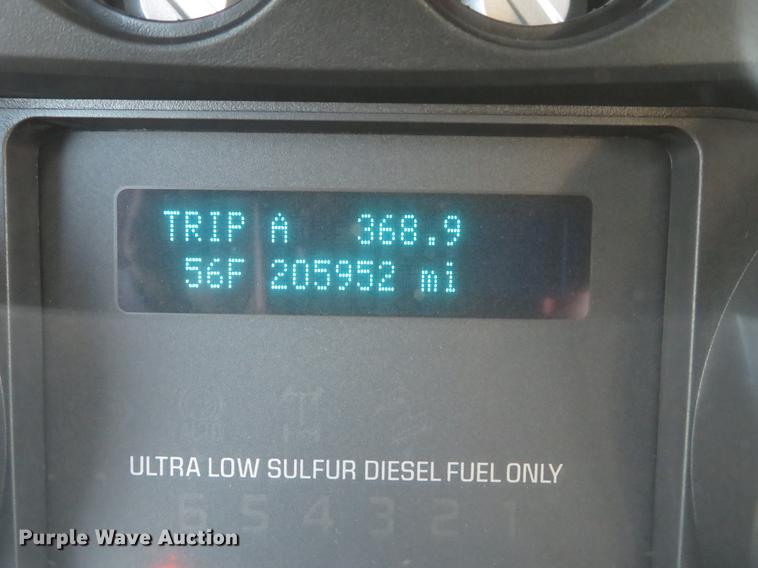 TRIP A 368.9
56F 205952 mi
ULTRA LOW SULFUR DIESEL FUEL ONLY
6 5 4 3 2 1
Purple Wave Auction